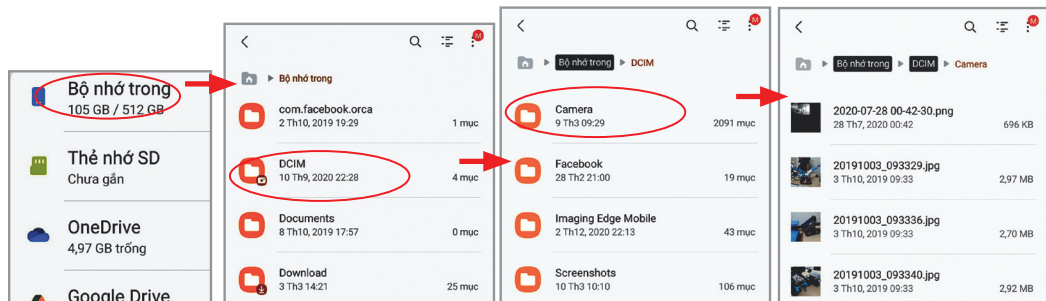 Bộ nhớ trong
105 GB / 512 GB
Thẻ nhớ SD
Chưa gắn
OneDrive
4,97 GB trống
Google Drive
M
Bộ nhớ trong
com.facebook.orca
2 Th10, 2019 19:29
1 mục
DCIM
10 Th9, 2020 22:28
4 mục
Documents
8 Th10, 2019 17:57
0 mục
Download
3 Th3 14:21
25 mục
M
Bộ nhớ trong DCIM
Camera
9 Th3 09:29
2091 mục
Facebook
28 Th2 21:00
19 mục
Imaging Edge Mobile
2 Th12, 2020 22:13
43 mục
Screenshots
10 Th3 10:10
106 mục
M
Bộ nhớ trong DCIM Camera
2020-07-28 00-42-30.png
28 Th7, 2020 00:42
696 KB
20191003_093329.jpg
3 Th10, 2019 09:33
2,97 MB
20191003_093336.jpg
3 Th10, 2019 09:33
2,70 MB
20191003_093340.jpg
3 Th10, 2019 09:33
2,92 MB